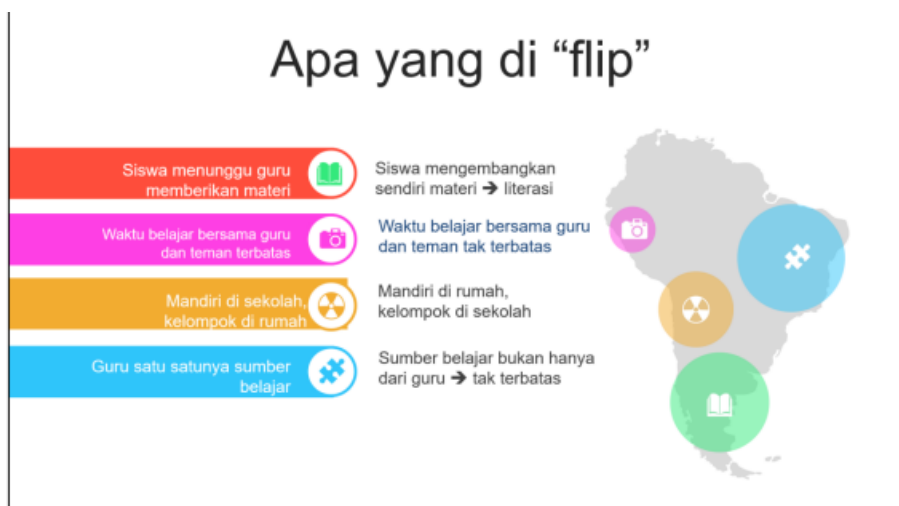 Apa yang di “flip”
Siswa menunggu guru
memberikan materi
Siswa mengembangkan
sendiri materi ➔ literasi
Waktu belajar bersama guru
dan teman terbatas
Waktu belajar bersama guru
dan teman tak terbatas
Mandiri di sekolah,
kelompok di rumah
Mandiri di rumah,
kelompok di sekolah
Guru satu satunya sumber
belajar
Sumber belajar bukan hanya
dari guru ➔ tak terbatas